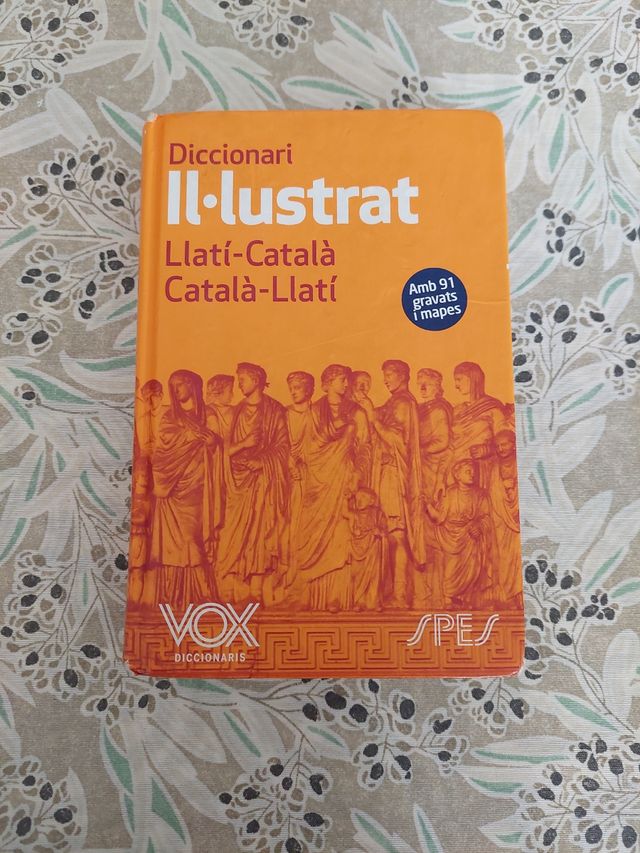 Diccionari
Il·lustrat
Llatí-Català
Català-Llatí
Amb 91
gravats
i mapes
VOX
DICCIONARIS
SPES